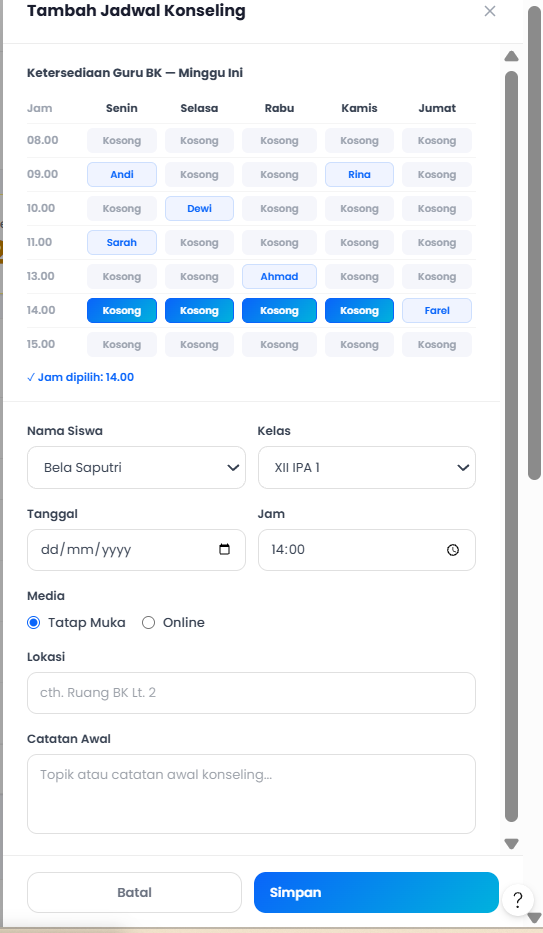 Tambah Jadwal Konseling
Ketersediaan Guru BK — Minggu Ini
Jam Senin Selasa Rabu Kamis Jumat
08.00 Kosong Kosong Kosong Kosong Kosong
09.00 Andi Kosong Kosong Rina Kosong
10.00 Kosong Dewi Kosong Kosong Kosong
11.00 Sarah Kosong Kosong Kosong Kosong
13.00 Kosong Kosong Ahmad Kosong Kosong
14.00 Kosong Kosong Kosong Kosong Farel
15.00 Kosong Kosong Kosong Kosong Kosong
✓ Jam dipilih: 14.00
Nama Siswa Kelas
Bela Saputri XII IPA 1
Tanggal Jam
dd/mm/yyyy 14:00
Media
Tatap Muka Online
Lokasi
cth. Ruang BK Lt. 2
Catatan Awal
Topik atau catatan awal konseling...
Batal Simpan
?